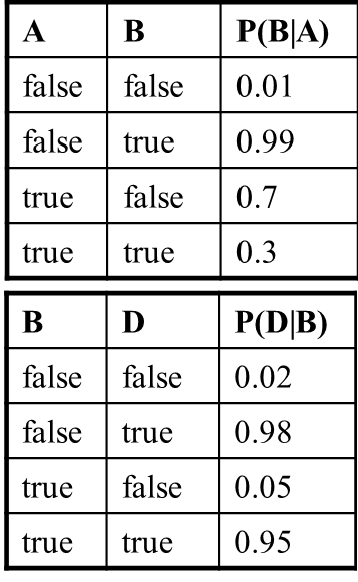 A B P(B|A)
false false 0.01
false true 0.99
true false 0.7
true true 0.3
B D P(D|B)
false false 0.02
false true 0.98
true false 0.05
true true 0.95